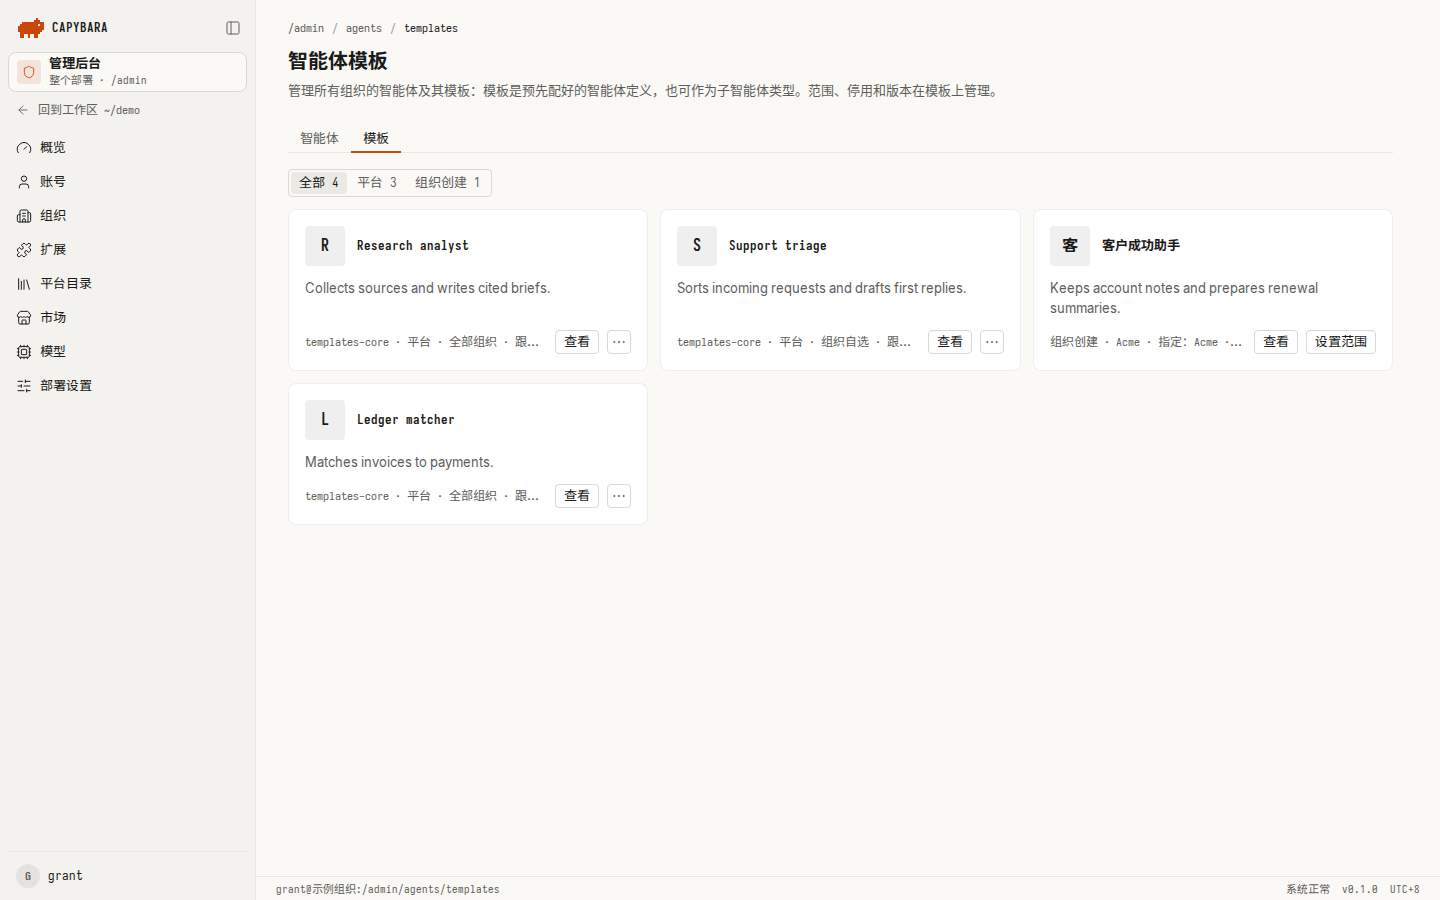 CAPYBARA
管理后台
整个部署 · /admin
回到工作区 ~/demo
概览
账号
组织
扩展
平台目录
市场
模型
部署设置
G grant
/admin / agents / templates
智能体模板
管理所有组织的智能体及其模板：模板是预先配好的智能体定义，也可作为子智能体类型。范围、停用和版本在模板上管理。
智能体 模板
全部 4 平台 3 组织创建 1
R Research analyst
Collects sources and writes cited briefs.
templates-core · 平台 · 全部组织 · 跟... 查看 ···
S Support triage
Sorts incoming requests and drafts first replies.
templates-core · 平台 · 组织自选 · 跟... 查看 ···
客 客户成功助手
Keeps account notes and prepares renewal
summaries.
组织创建 · Acme · 指定：Acme ·... 查看 设置范围
L Ledger matcher
Matches invoices to payments.
templates-core · 平台 · 全部组织 · 跟... 查看 ···
grant@示例组织:/admin/agents/templates
系统正常 v0.1.0 UTC+8